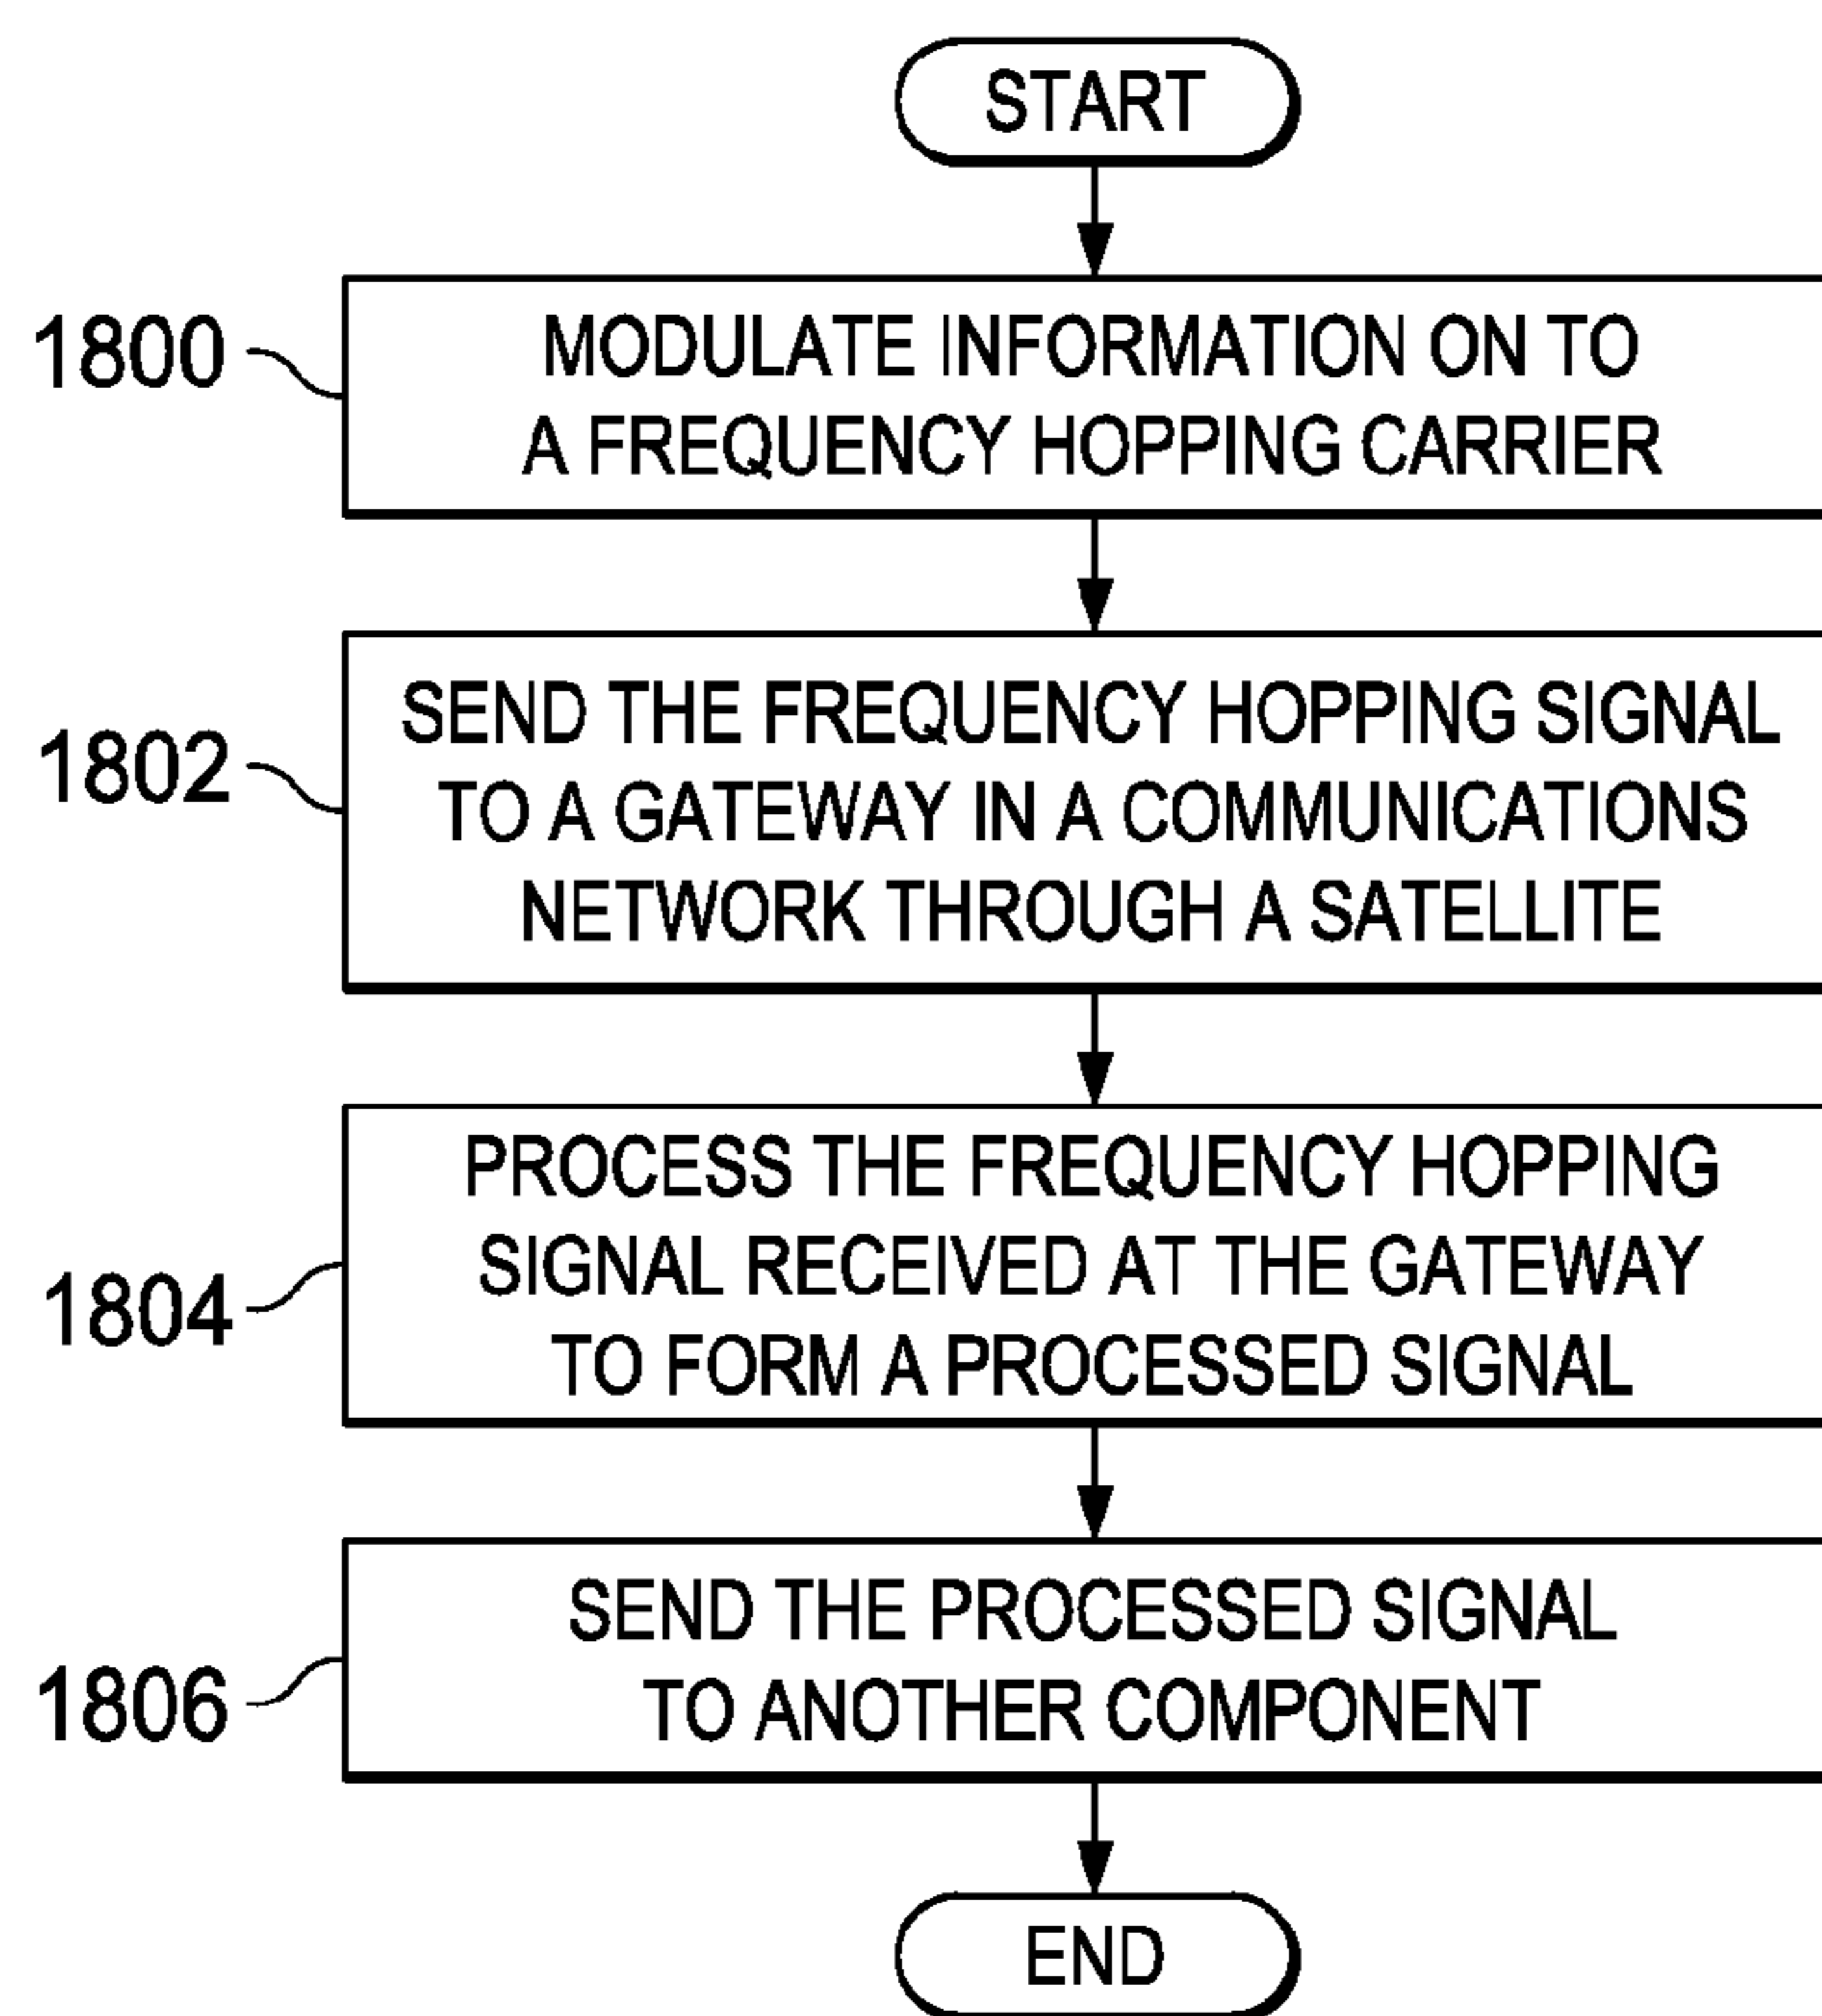 START
1800
MODULATE INFORMATION ON TO
A FREQUENCY HOPPING CARRIER
1802
SEND THE FREQUENCY HOPPING SIGNAL
TO A GATEWAY IN A COMMUNICATIONS
NETWORK THROUGH A SATELLITE
1804
PROCESS THE FREQUENCY HOPPING
SIGNAL RECEIVED AT THE GATEWAY
TO FORM A PROCESSED SIGNAL
1806
SEND THE PROCESSED SIGNAL
TO ANOTHER COMPONENT
END